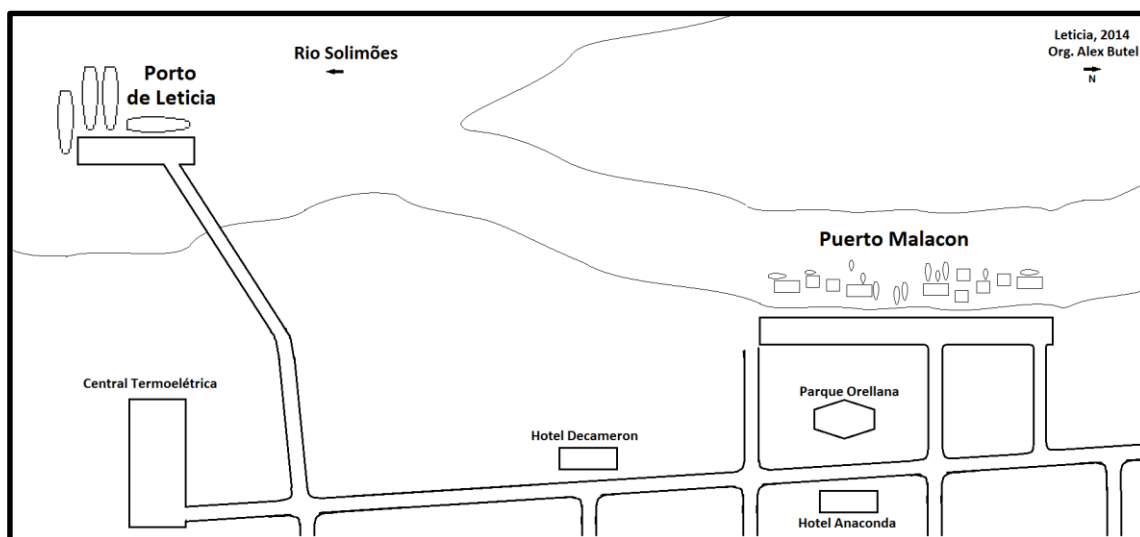 Leticia, 2014
Org. Alex Butel
N
Rio Solimões
Porto
de Leticia
Puerto Malacon
Central Termoelétrica
Parque Orellana
Hotel Decameron
Hotel Anaconda